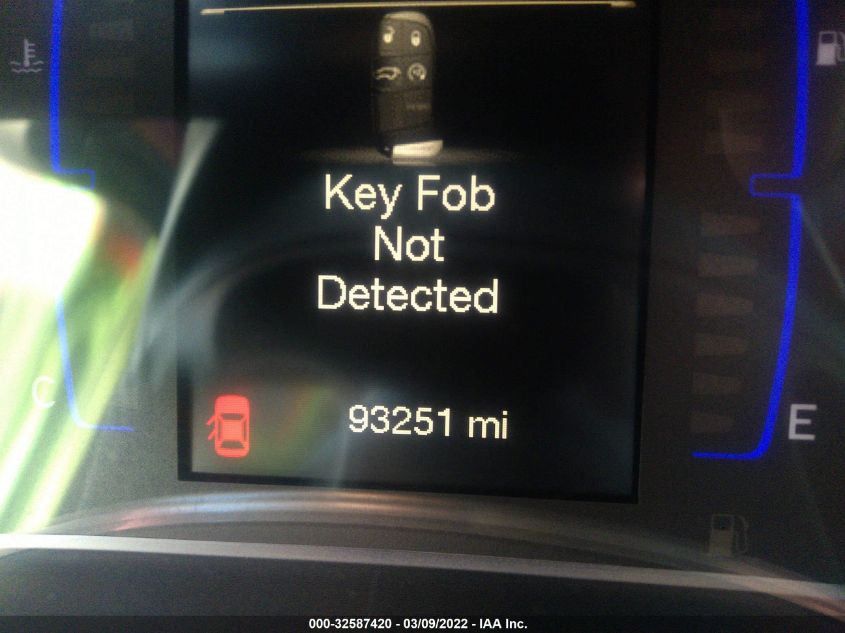 Key Fob
Not
Detected
93251 mi
C
E
000-32587420 - 03/09/2022 - IAA Inc.